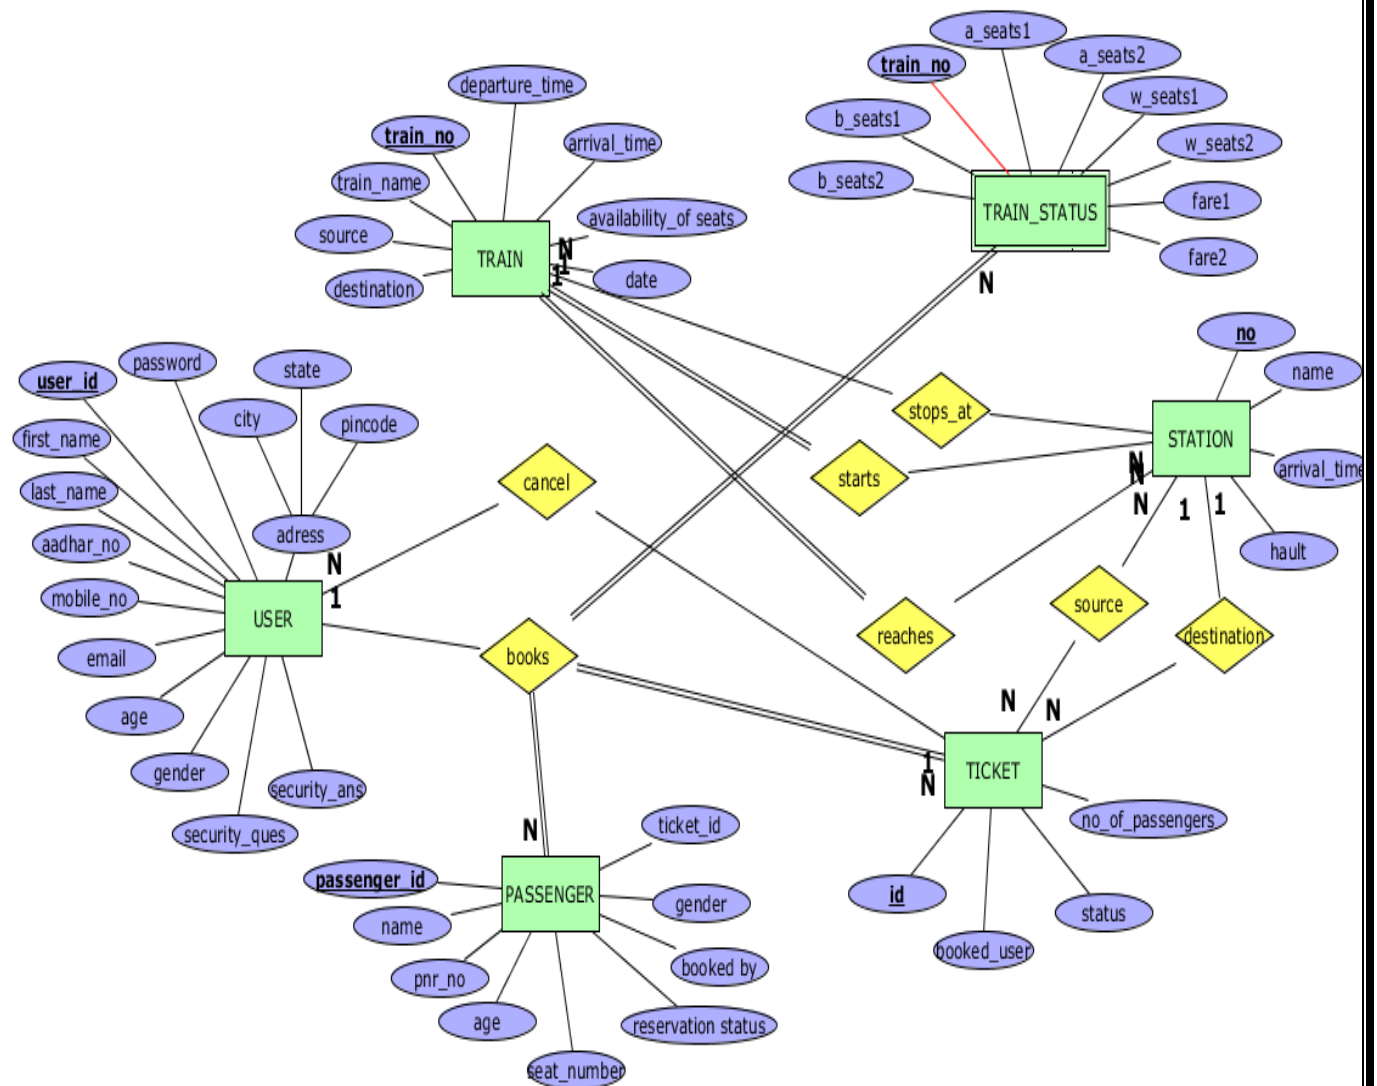 a_seats1
a_seats2
train_no
w_seats1
departure_time
b_seats1
train_no
arrival_time
w_seats2
train_name
b_seats2
fare1
TRAIN_STATUS
availability_of seats
source
TRAIN
N
fare2
1
1
date
destination
N
no
password
state
name
user_id
stops_at
city
pincode
first_name
STATION
N
N
arrival_time
starts
cancel
last_name
N
1
1
adress
aadhar_no
hault
N
mobile_no
1
source
USER
reaches
destination
books
email
N
N
age
1
TICKET
N
gender
security_ans
no_of_passengers
ticket_id
N
security_ques
passenger_id
PASSENGER
id
gender
status
name
booked_user
booked by
pnr_no
age
reservation status
seat_number